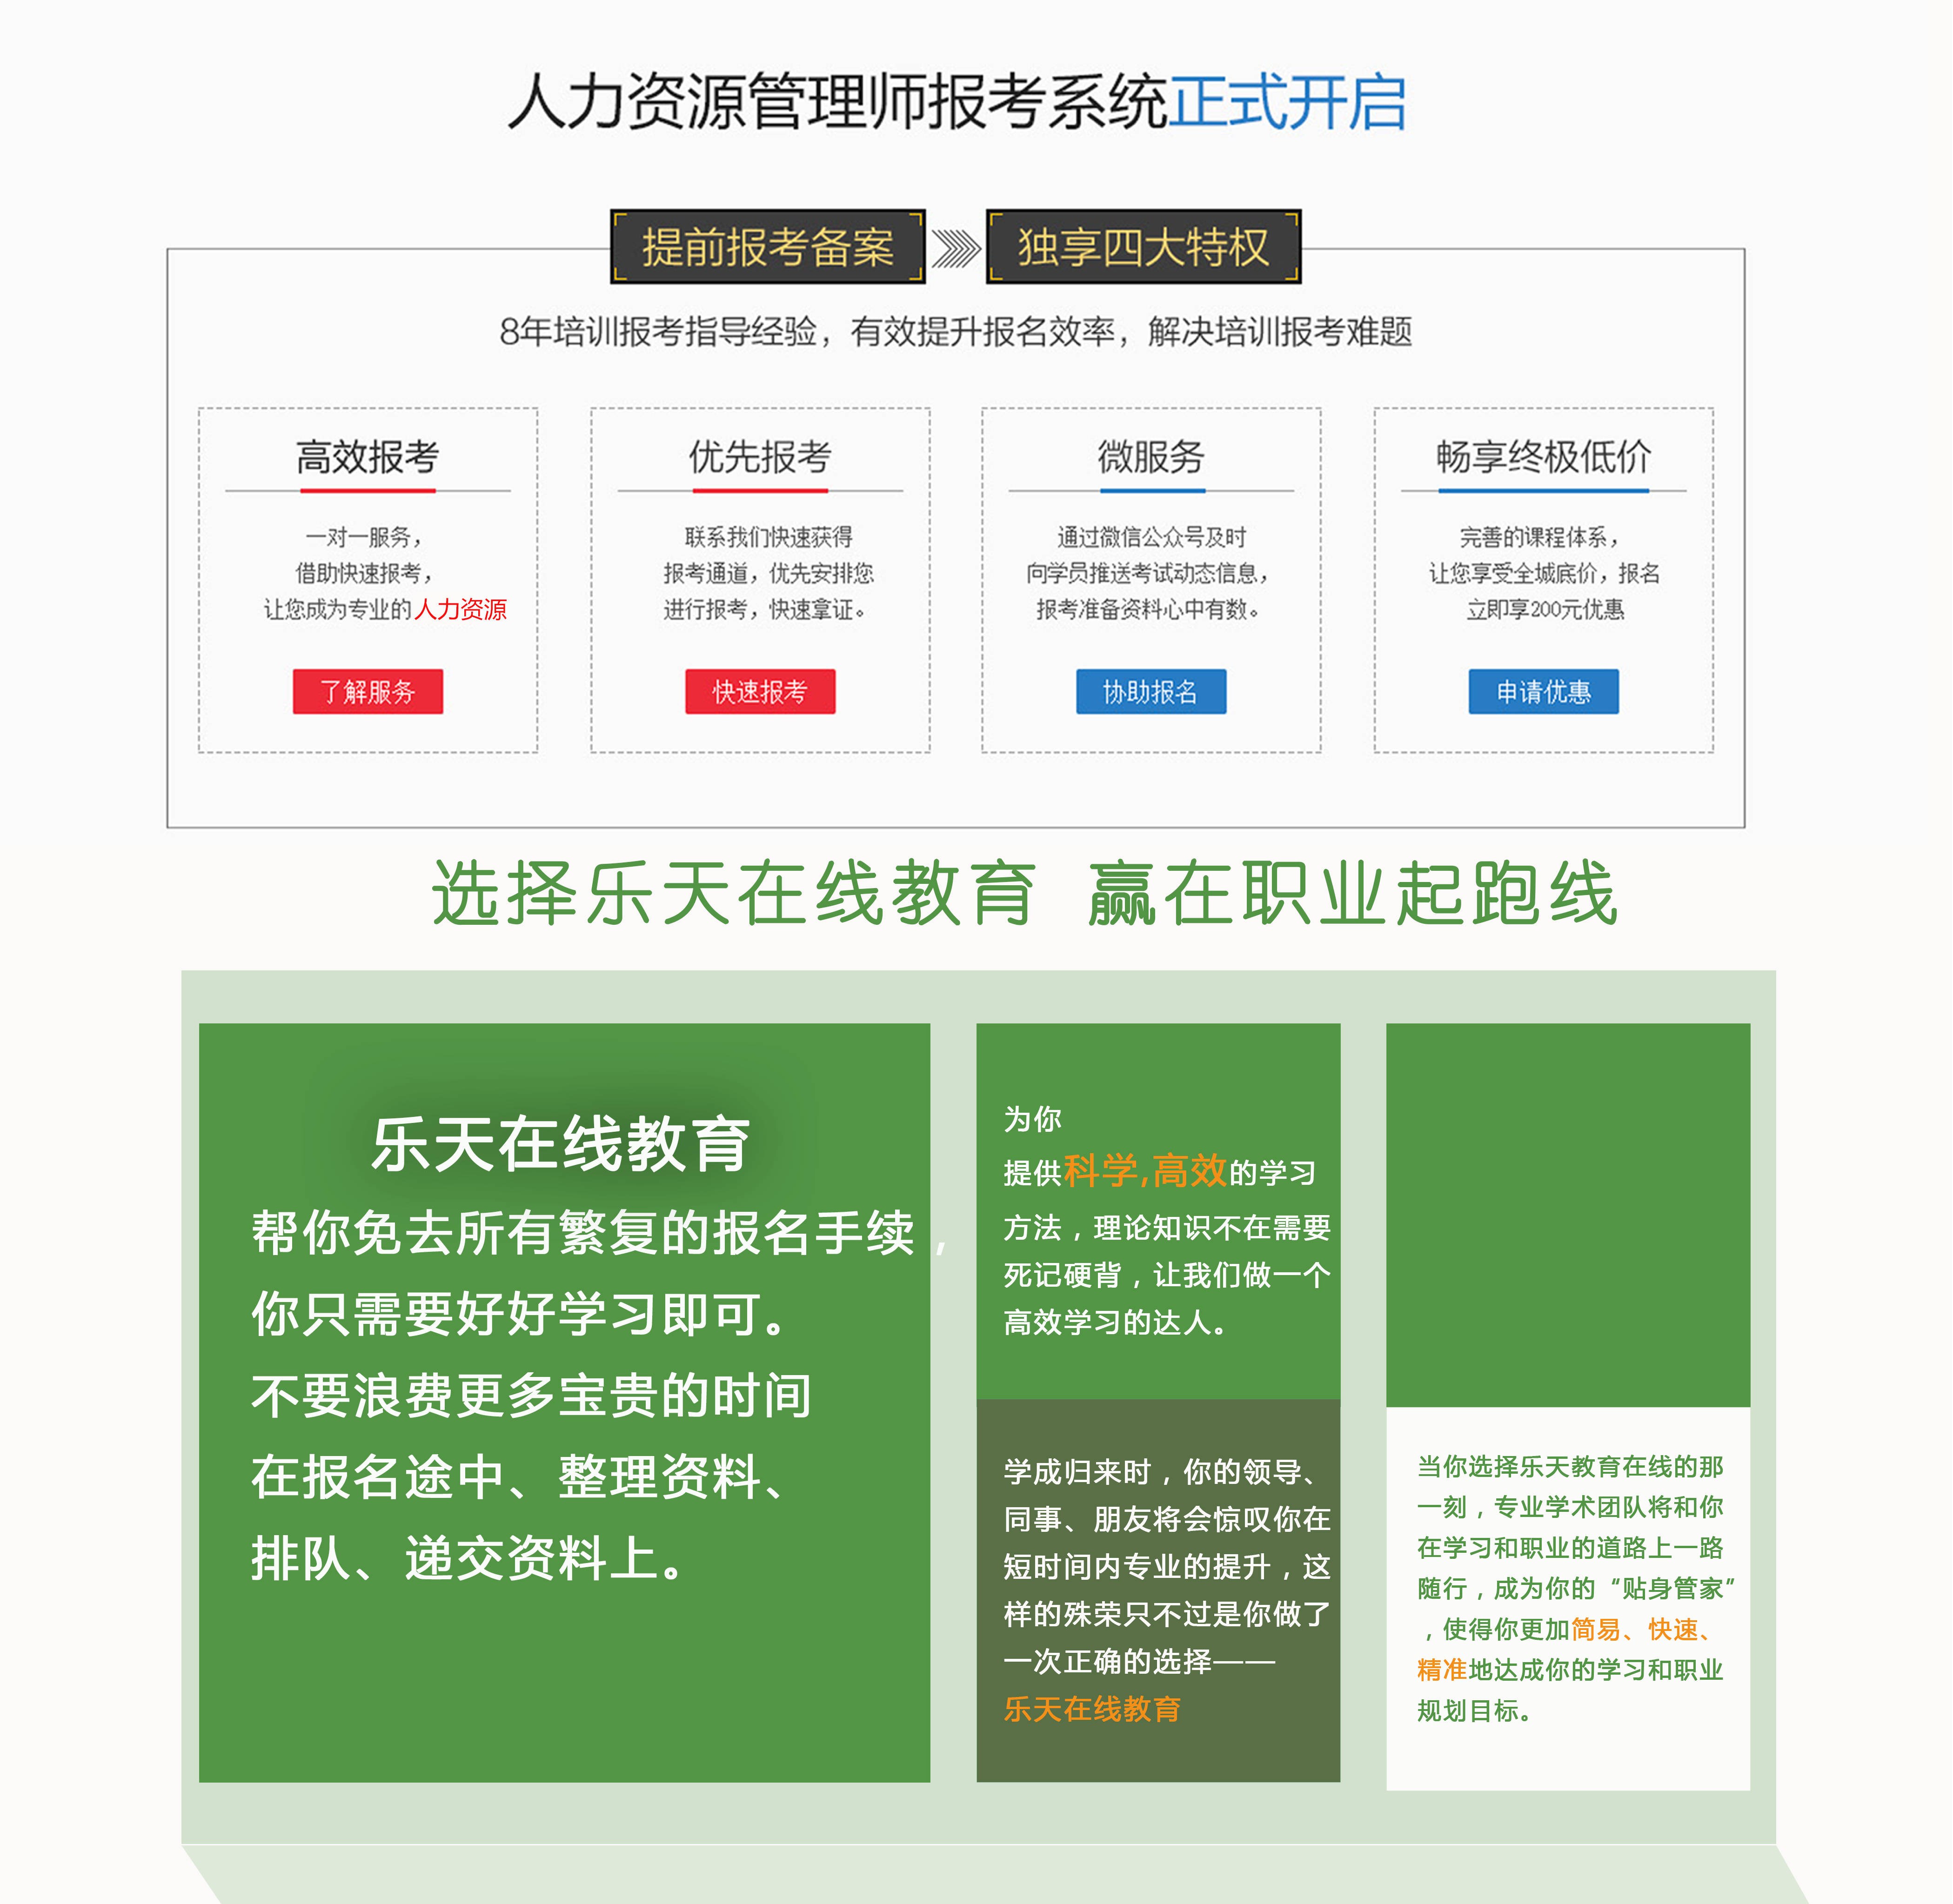 人力资源管理师报考系统正式开启
提前报考备案
独享四大特权
8年培训报考指导经验，有效提升报名效率，解决培训报考难题
高效报考
一对一服务，
借助快速报考，
让您成为专业的人力资源
了解服务
优先报考
联系我们快速获得
报考通道，优先安排您
进行报考，快速拿证。
快速报考
微服务
通过微信公众号及时
向学员推送考试动态信息，
报考准备资料心中有数。
协助报名
畅享终极低价
完善的课程体系，
让您享受全城底价，报名
立即享200元优惠
申请优惠
选择乐天在线教育 赢在职业起跑线
乐天在线教育
帮你免去所有繁复的报名手续，
你只需要好好学习即可。
不要浪费更多宝贵的时间
在报名途中、整理资料、
排队、递交资料上。
为你
提供科学,高效的学习
方法，理论知识不在需要
死记硬背，让我们做一个
高效学习的达人。
学成归来时，你的领导、
同事、朋友将会惊叹你在
短时间内专业的提升，这
样的殊荣只不过是你做了
一次正确的选择——
乐天在线教育
当你选择乐天教育在线的那
一刻，专业学术团队将和你
在学习和职业的道路上一路
随行，成为你的“贴身管家”
，使得你更加简易、快速、
精准地达成你的学习和职业
规划目标。